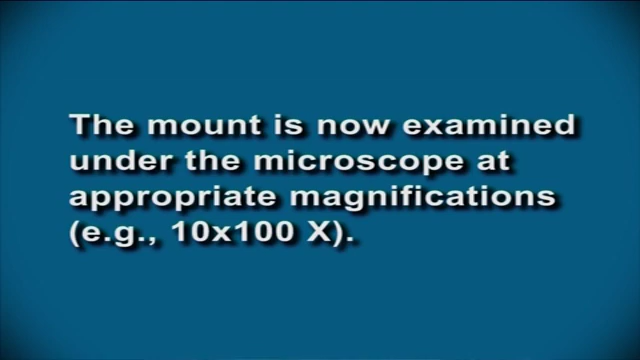 The mount is now examined
under the microscope at
appropriate magnifications
(e.g., 10x100 X).